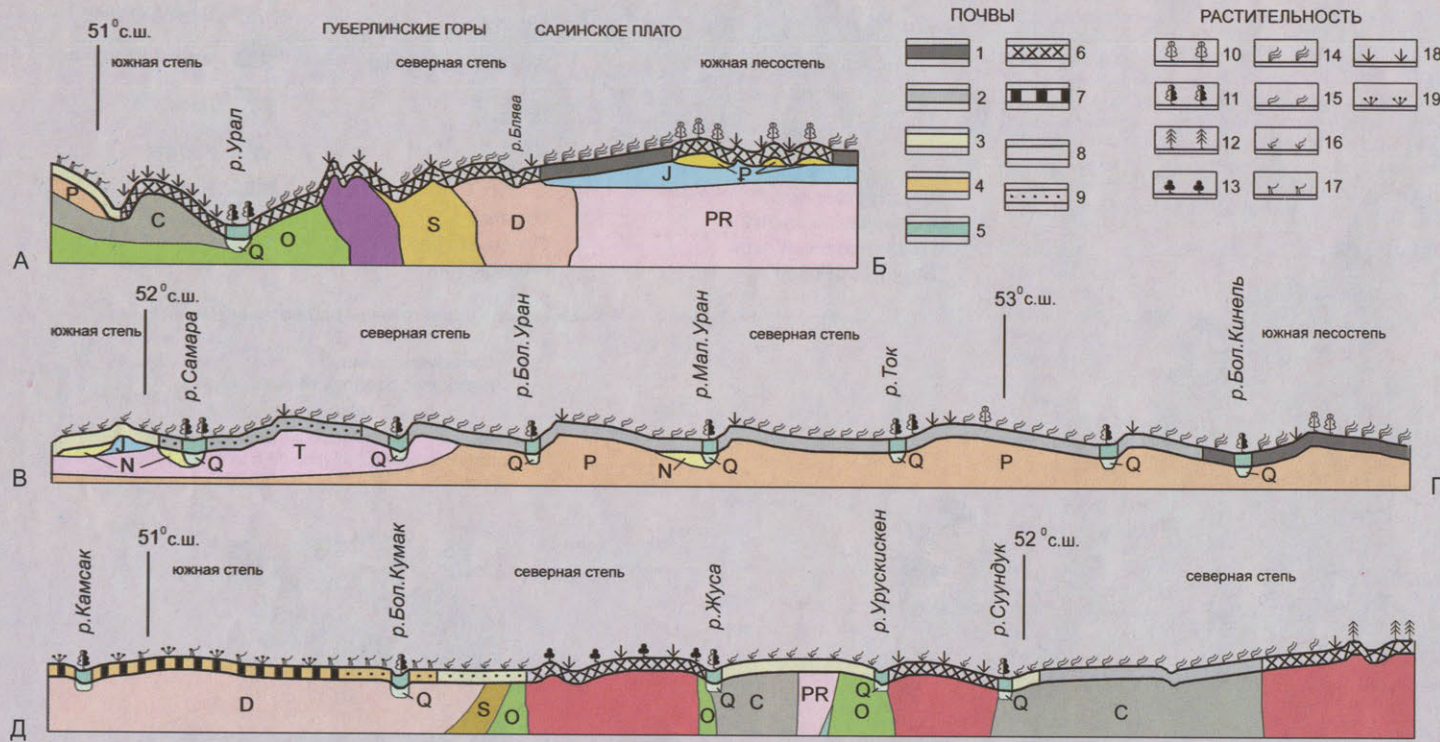 51°с.ш.
ГУБЕРЛИНСКИЕ ГОРЫ
САРИНСКОЕ ПЛАТО
южная степь
северная степь
южная лесостепь
р.Урал
р.Блява
P
C
O
Q
S
D
J
P
PR
А
Б
ПОЧВЫ
1
2
3
4
5
6
7
8
9
РАСТИТЕЛЬНОСТЬ
10
11
12
13
14
15
16
17
18
19
52°с.ш.
53°с.ш.
южная степь
северная степь
северная степь
южная лесостепь
р.Самара
р.Бол.Уран
р.Мал.Уран
р.Ток
р.Бол.Кинель
J
N
Q
T
Q
Q
P
N
Q
Q
P
Q
Q
В
Г
51°с.ш.
52°с.ш.
южная степь
северная степь
северная степь
р.Камсак
р.Бол.Кумак
р.Жуса
р.Урускискен
р.Суундук
D
Q
S
O
O
Q
C
PR
Q
O
Q
C
Д